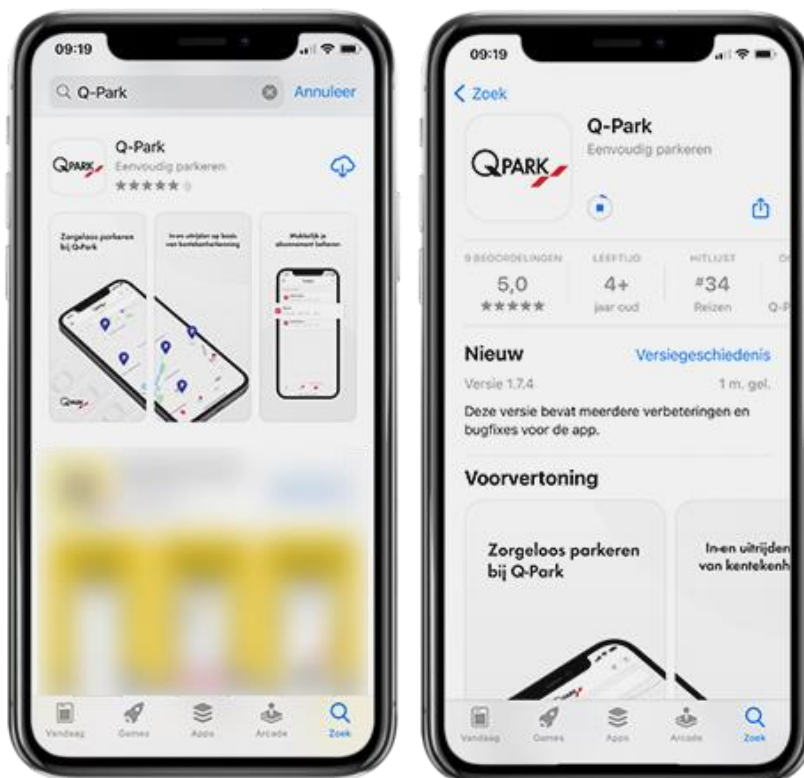 09:19
Q-Park
Annuleer
Q-Park
Eenvoudig parkeren
QPARK
Zorgeloos parkeren
bij Q-Park
In-en uitrijden op basis
van kentekenherkenning
Makkelijk je
abonnement beheren
QPARK
Vandaag
Games
Apps
Arcade
Zoek
09:19
Zoek
QPARK
Q-Park
Eenvoudig parkeren
9 BEOORDELINGEN
5,0
LEEFTIJD
4+
jaar oud
HITLIJST
#34
Reizen
Nieuw
Versiegeschiedenis
Versie 1.7.4
1 m. gel.
Deze versie bevat meerdere verbeteringen en
bugfixes voor de app.
Voorvertoning
Zorgeloos parkeren
bij Q-Park
In-en uitrijden
van kentekenh
Vandaag
Games
Apps
Arcade
Zoek